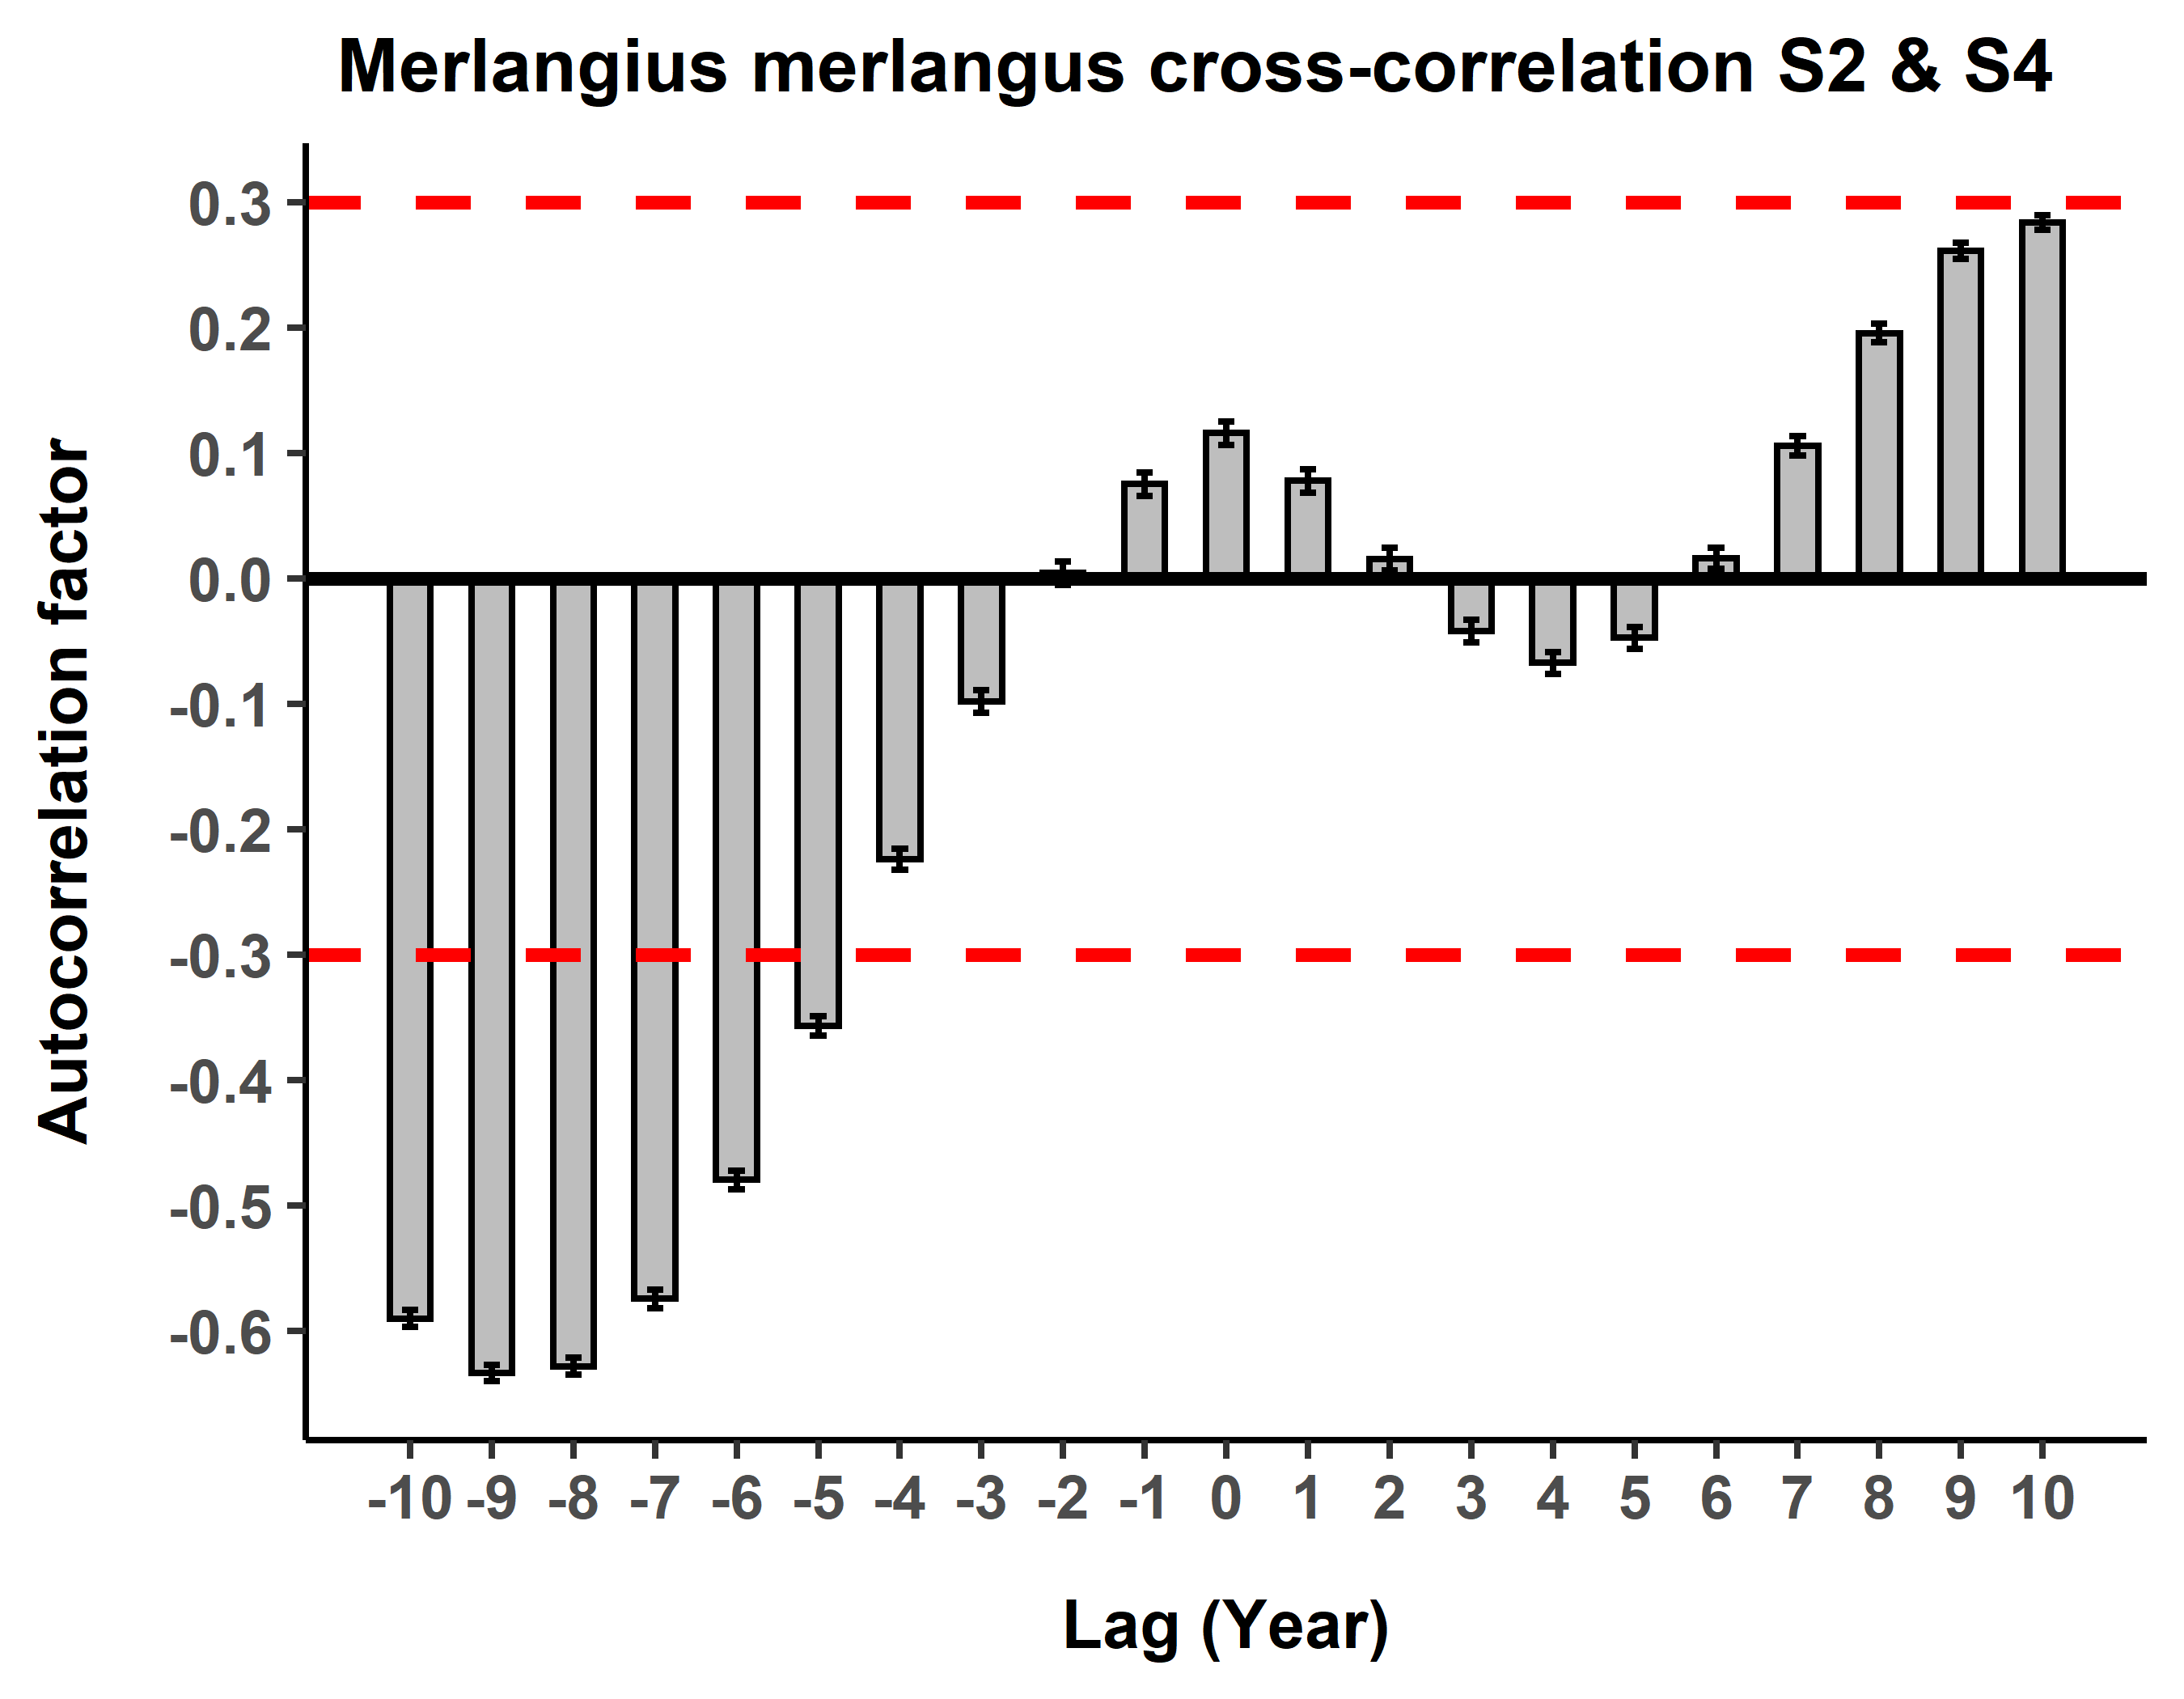 Merlangius merlangus cross-correlation S2 & S4
Autocorrelation factor
0.3
0.2
0.1
0.0
-0.1
-0.2
-0.3
-0.4
-0.5
-0.6
-10 -9 -8 -7 -6 -5 -4 -3 -2 -1 0 1 2 3 4 5 6 7 8 9 10
Lag (Year)